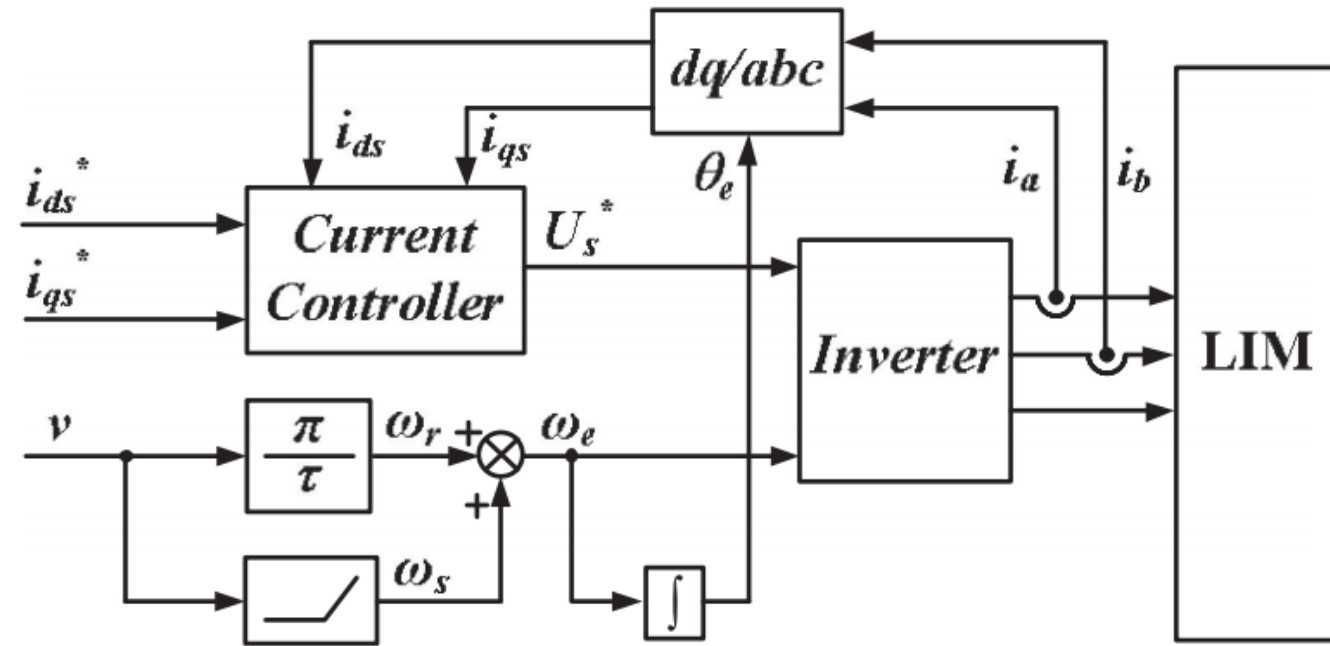 dq/abc
i_ds
i_qs
θ_e
i_a
i_b
i_ds*
i_qs*
Current
Controller
U_s*
Inverter
LIM
v
π
τ
ω_r
+
ω_e
+
ω_s
∫